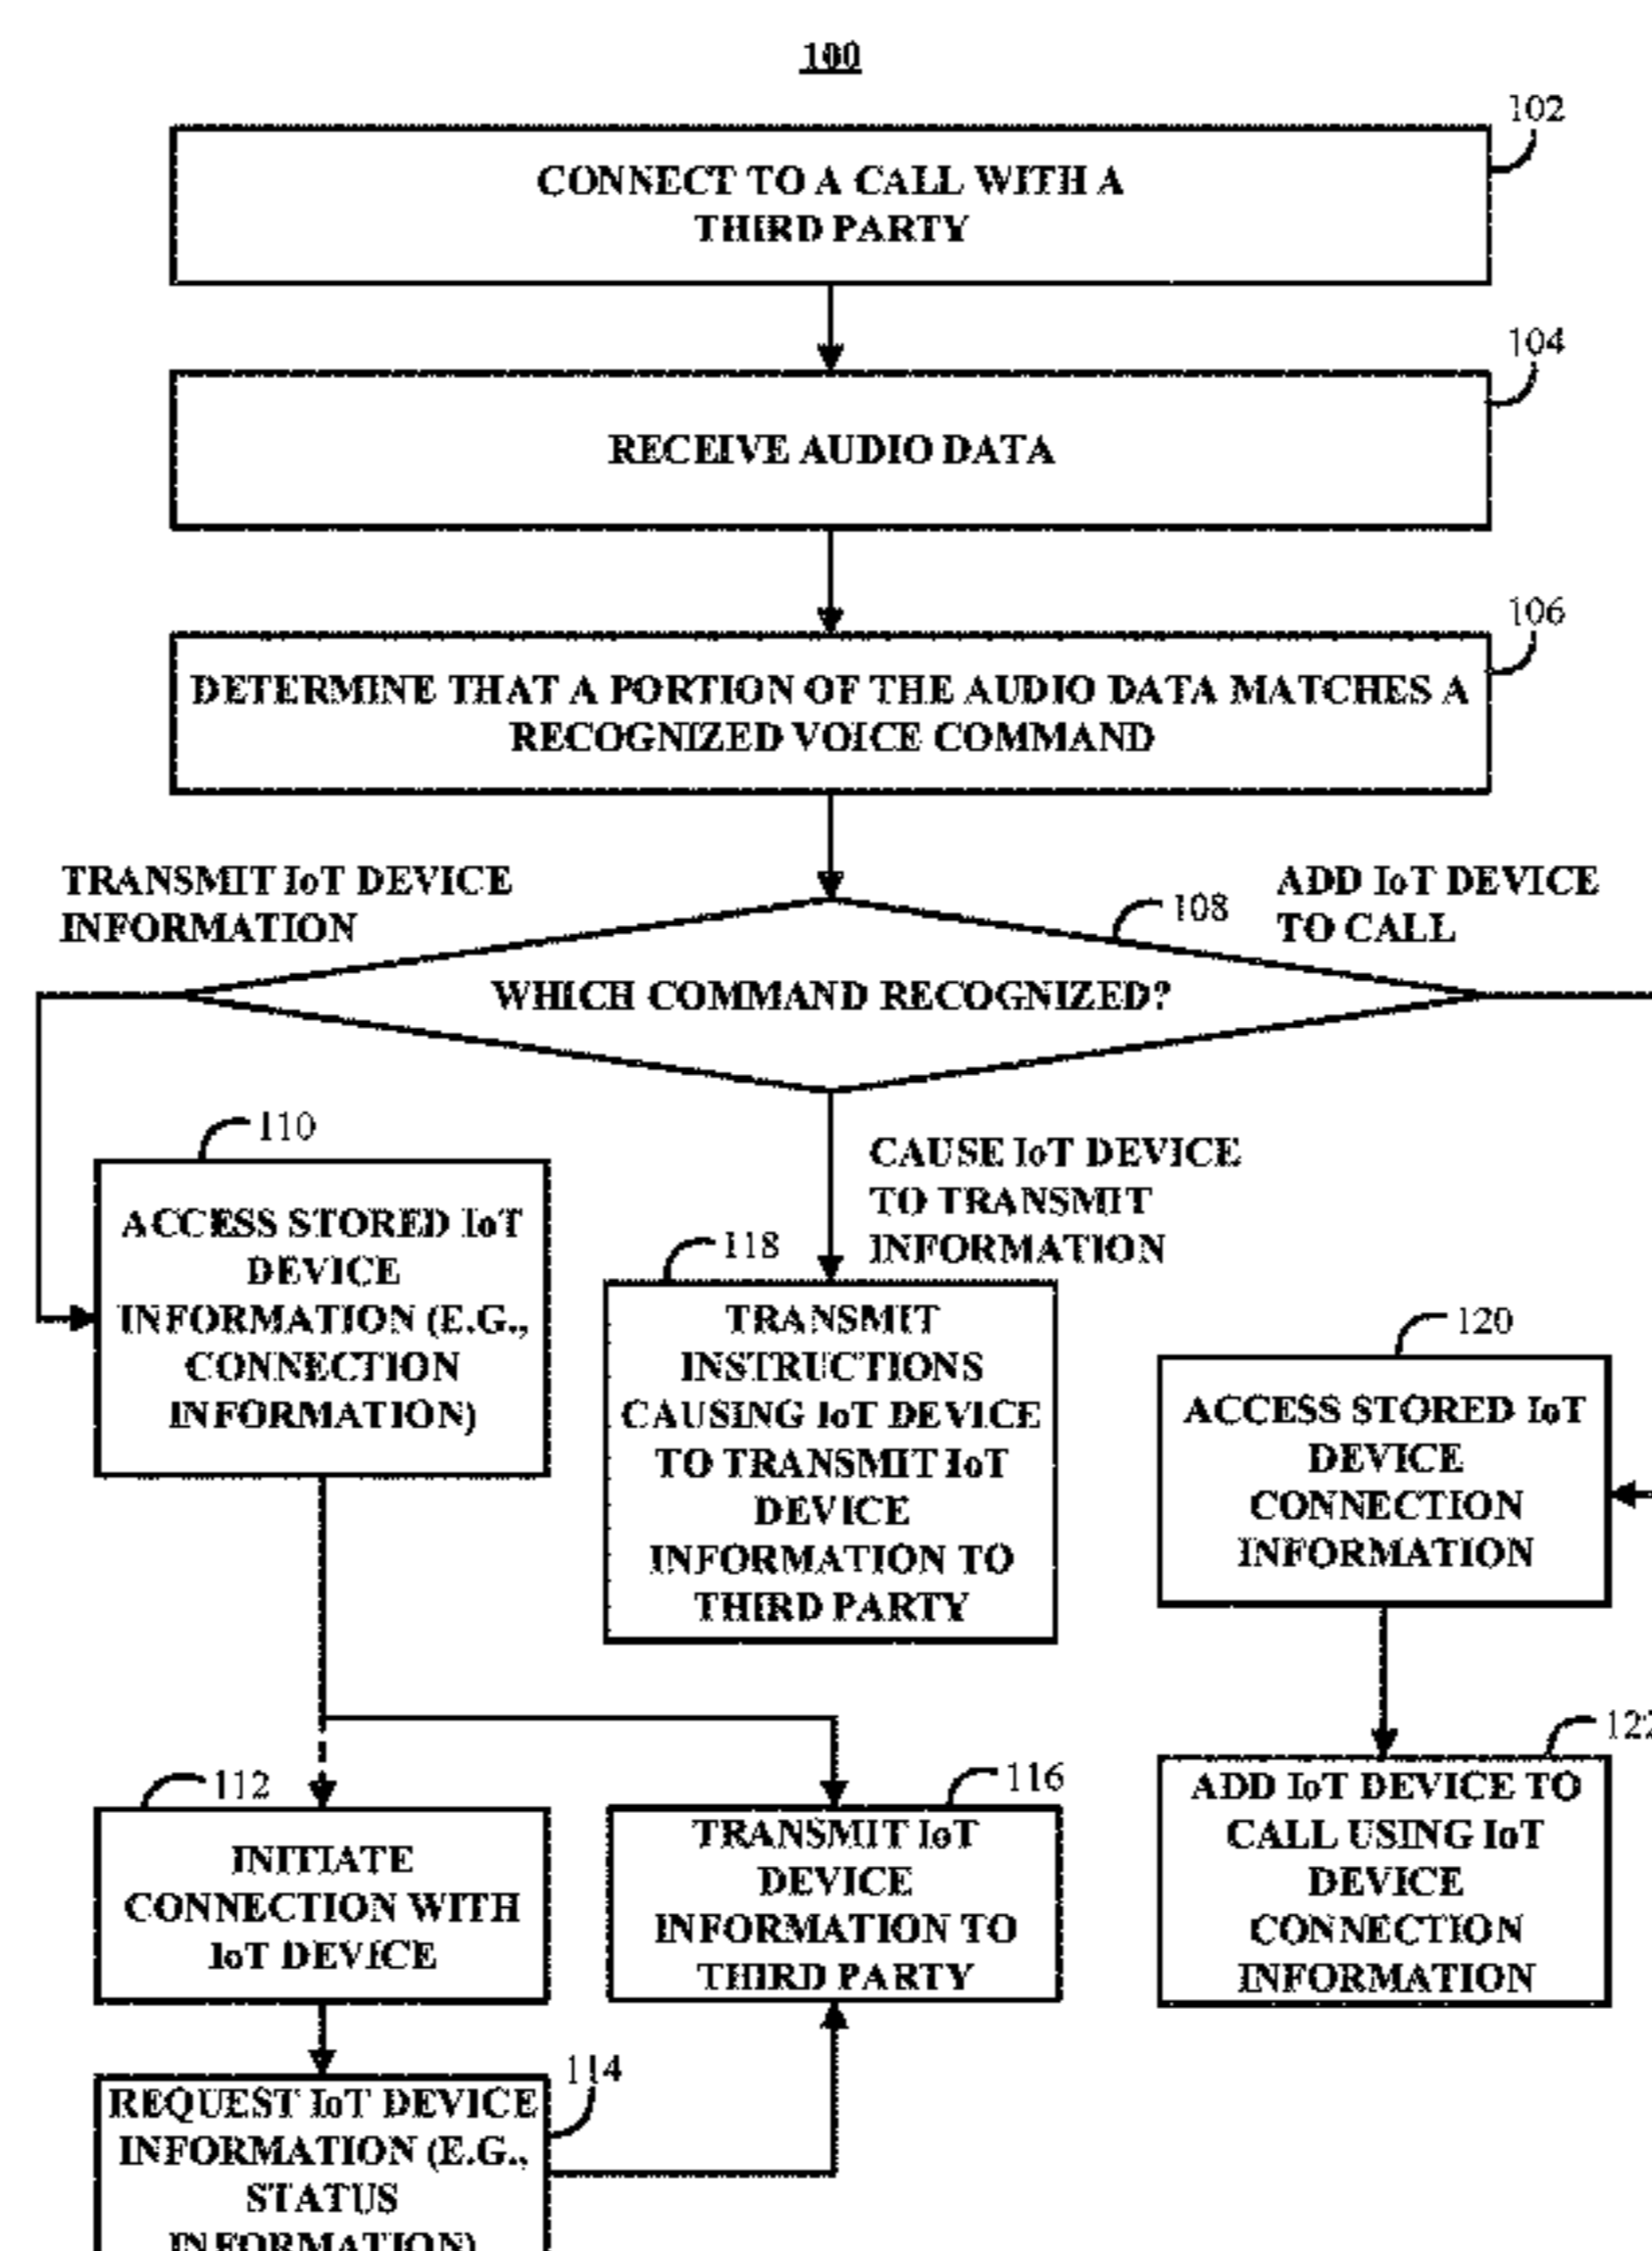 100
102
CONNECT TO A CALL WITH A
THIRD PARTY
104
RECEIVE AUDIO DATA
106
DETERMINE THAT A PORTION OF THE AUDIO DATA MATCHES A
RECOGNIZED VOICE COMMAND
TRANSMIT IoT DEVICE
INFORMATION
108
ADD IoT DEVICE
TO CALL
WHICH COMMAND RECOGNIZED?
110
ACCESS STORED IoT
DEVICE
INFORMATION (E.G.,
CONNECTION
INFORMATION)
CAUSE IoT DEVICE
TO TRANSMIT
INFORMATION
118
TRANSMIT
INSTRUCTIONS
CAUSING IoT DEVICE
TO TRANSMIT IoT
DEVICE
INFORMATION TO
THIRD PARTY
120
ACCESS STORED IoT
DEVICE
CONNECTION
INFORMATION
112
INITIATE
CONNECTION WITH
IoT DEVICE
116
TRANSMIT IoT
DEVICE
INFORMATION TO
THIRD PARTY
122
ADD IoT DEVICE TO
CALL USING IoT
DEVICE
CONNECTION
INFORMATION
114
REQUEST IoT DEVICE
INFORMATION (E.G.,
STATUS
INFORMATION)